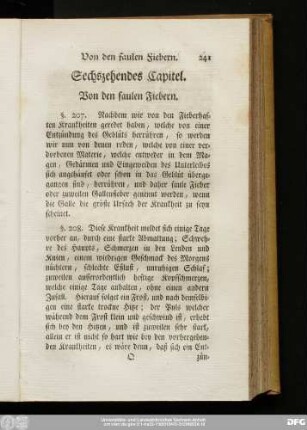 Von den faulen Fiebern. 241
Sechszehendes Capitel.
Von den faulen Fiebern.
§. 207. Nachdem wir von den Fieberhaf-
ten Krankheiten geredet haben, welche von einer
Entzündung des Geblüts herrühren, so werden
wir nun von denen reden, welche von einer ver-
dorbenen Materie, welche entweder in dem Ma-
gen, Gedärmen und Eingeweiden des Unterleibes
sich angehäufet oder schon in das Geblüt überge-
gangen sind, herrühren, und daher faule Fieber
oder zuweilen Gallenfieber genennt werden, wenn
die Galle die größte Ursach der Krankheit zu seyn
scheinet.
§. 208. Diese Krankheit meldet sich einige Tage
vorher an, durch eine starke Abmattung; Schweh-
re des Haupts, Schmerzen in den Lenden und
Knien, einem widrigen Geschmack des Morgens
nüchtern, schlechte Eßlust, unruhigen Schlaf;
zuweilen ausserordentlich heftige Kopfschmerzen,
welche einige Tage anhalten, ohne einen andern
Zufall. Hierauf folget ein Frost, und nach demselbi-
gen eine starke trockne Hitze; der Puls welcher
während dem Frost klein und geschwind ist, erhebt
sich bey den Hitzen, und ist zuweilen sehr stark,
allein er ist nicht so hart wie bey den vorhergehen-
den Krankheiten, es wäre denn, daß sich ein Ent-
Q zün-